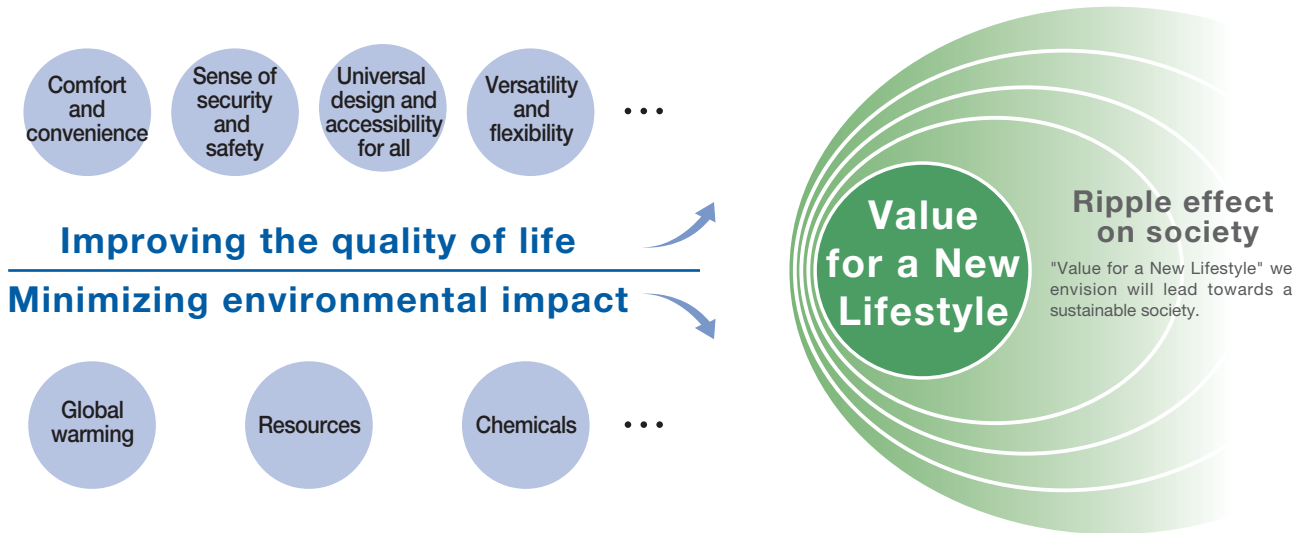 Comfort
and
convenience
Sense of
security
and
safety
Universal
design and
accessibility
for all
Versatility
and
flexibility
...
Improving the quality of life
Minimizing environmental impact
Global
warming
Resources
Chemicals
...
Value
for a New
Lifestyle
Ripple effect
on society
"Value for a New Lifestyle" we
envision will lead towards a
sustainable society.